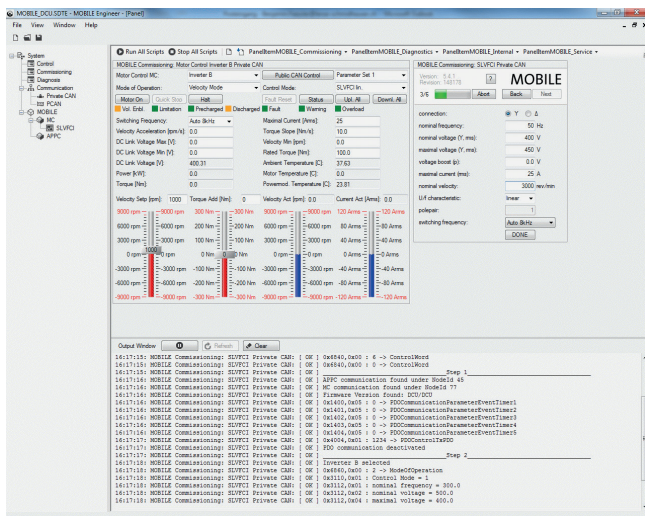 MOBILE_DCU.SDTE - MOBILE Engineer - [Panel]
File View Window Help
System
Control
Commissioning
Diagnosis
Communication
Private CAN
PCAN
MOBILE
MC
SLVFCI
APPC
Run All Scripts Stop All Scripts PanelItemMOBILE_Commissioning PanelItemMOBILE_Diagnostics PanelItemMOBILE_Internal PanelItemMOBILE_Service
MOBILE Commissioning: Motor Control Inverter B Private CAN
Motor Control MC: Inverter B Public CAN Control Parameter Set 1
Mode of Operation: Velocity Mode Control Mode: SLVFCI lin.
Motor On Quick Stop Halt Fault Reset Status Upl. All Downl. All
Vol. Enbl Limitation Precharged Discharged Fault Warning Overload
Switching Frequency: Auto 8kHz Maximal Current [Arms]: 25
Velocity Acceleration [rpm/s] 0.0 Torque Slope [Nm/s] 10.0
DC Link Voltage Max [V]: 0.0 Velocity Min [rpm]: 0.0
DC Link Voltage Min [V]: 0.0 Rated Torque [Nm]: 100.0
DC Link Voltage [V]: 400.31 Ambient Temperature [C]: 37.63
Power [kW]: 0.0 Motor Temperature [C]: 0.0
Torque [Nm]: 0.0 Powermod. Temperature [C]: 23.81
Velocity Setp [rpm]: 1000 Torque Add [Nm]: 0 Velocity Act [rpm]: 0.0 Current Act [Arms]: 0.0
9000 rpm 9000 rpm 300 Nm 300 Nm 9000 rpm 9000 rpm 120 Arms 120 Arms
6000 rpm 6000 rpm 200 Nm 200 Nm 6000 rpm 6000 rpm 80 Arms 80 Arms
3000 rpm 3000 rpm 100 Nm 100 Nm 3000 rpm 3000 rpm 40 Arms 40 Arms
1000
0 rpm 0 rpm 0 Nm 0 0 Nm 0 rpm 0 rpm 0 Arms 0 Arms
-3000 rpm -3000 rpm -100 Nm -100 Nm -3000 rpm -3000 rpm -40 Arms -40 Arms
-6000 rpm -6000 rpm -200 Nm -200 Nm -6000 rpm -6000 rpm -80 Arms -80 Arms
-9000 rpm -9000 rpm -300 Nm -300 Nm -9000 rpm -9000 rpm -120 Arms -120 Arms
MOBILE Commissioning: SLVFCI Private CAN
Version: 5.4.1
? MOBILE
3/6 Abort Back Next
connection: Y Δ
nominal frequency: 50 Hz
nominal voltage (Y, rms): 400 V
maximal voltage (Y, rms): 450 V
voltage boost (p): 0.0 V
maximal current (rms): 25 A
nominal velocity: 3000 rev/min
U/f characteristic: linear
polepair: 1
switching frequency: Auto 8kHz
DONE
Output Window Refresh Clear
16:17:15: MOBILE Commissioning: SLVFCI Private CAN: [ OK ] 0x6840,0x00 : 6 -> ControlWord
16:17:15: MOBILE Commissioning: SLVFCI Private CAN: [ OK ] 0x6840,0x00 : 0 -> ControlWord
16:17:15: MOBILE Commissioning: SLVFCI Private CAN: [ OK ] Step 1
16:17:16: MOBILE Commissioning: SLVFCI Private CAN: [ OK ] APPC communication found under NodeId 45
16:17:16: MOBILE Commissioning: SLVFCI Private CAN: [ OK ] MC communication found under NodeId 77
16:17:16: MOBILE Commissioning: SLVFCI Private CAN: [ OK ] Firmware Version found: DCU/DCU
16:17:16: MOBILE Commissioning: SLVFCI Private CAN: [ OK ] 0x1400,0x05 : 0 -> PDOCommunicationParameterEventTimer1
16:17:16: MOBILE Commissioning: SLVFCI Private CAN: [ OK ] 0x1401,0x05 : 0 -> PDOCommunicationParameterEventTimer2
16:17:16: MOBILE Commissioning: SLVFCI Private CAN: [ OK ] 0x1402,0x05 : 0 -> PDOCommunicationParameterEventTimer3
16:17:16: MOBILE Commissioning: SLVFCI Private CAN: [ OK ] 0x1403,0x05 : 0 -> PDOCommunicationParameterEventTimer4
16:17:16: MOBILE Commissioning: SLVFCI Private CAN: [ OK ] 0x1404,0x05 : 0 -> PDOCommunicationParameterEventTimer5
16:17:17: MOBILE Commissioning: SLVFCI Private CAN: [ OK ] 0x4004,0x01 : 1234 -> PDOControlTxPDO
16:17:17: MOBILE Commissioning: SLVFCI Private CAN: [ OK ] PDO communication deactivated
16:17:17: MOBILE Commissioning: SLVFCI Private CAN: [ OK ] Step 2
16:17:18: MOBILE Commissioning: SLVFCI Private CAN: [ OK ] Inverter B selected
16:17:18: MOBILE Commissioning: SLVFCI Private CAN: [ OK ] 0x6860,0x00 : 2 -> ModeOfOperation
16:17:18: MOBILE Commissioning: SLVFCI Private CAN: [ OK ] 0x3110,0x01 : Control Mode = 1
16:17:18: MOBILE Commissioning: SLVFCI Private CAN: [ OK ] 0x3112,0x01 : nominal frequency = 300.0
16:17:18: MOBILE Commissioning: SLVFCI Private CAN: [ OK ] 0x3112,0x02 : nominal voltage = 500.0
16:17:18: MOBILE Commissioning: SLVFCI Private CAN: [ OK ] 0x3112,0x04 : maximal voltage = 400.0